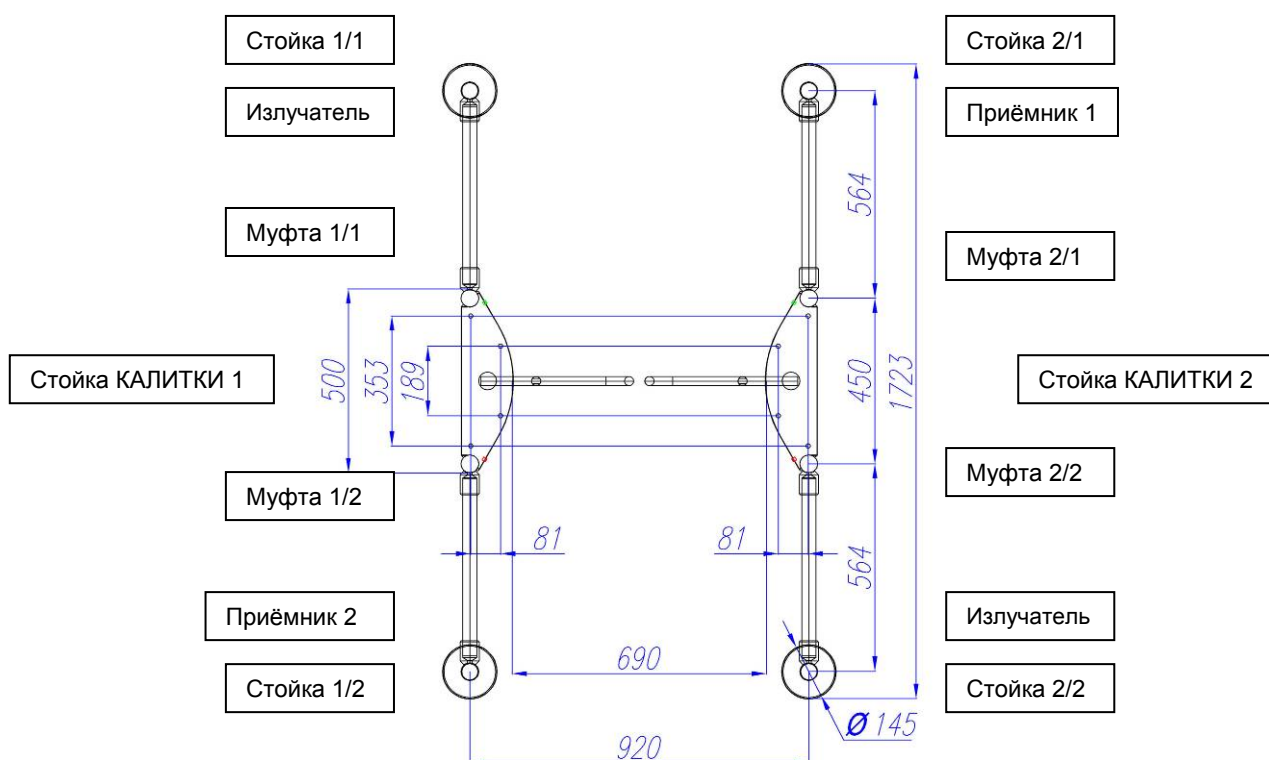 Стойка 1/1
Стойка 2/1
Излучатель
Приёмник 1
564
Муфта 1/1
Муфта 2/1
500
353
189
450
1723
Стойка КАЛИТКИ 1
Стойка КАЛИТКИ 2
Муфта 1/2
Муфта 2/2
81
81
564
Приёмник 2
Излучатель
690
Стойка 1/2
Стойка 2/2
Ø 145
920